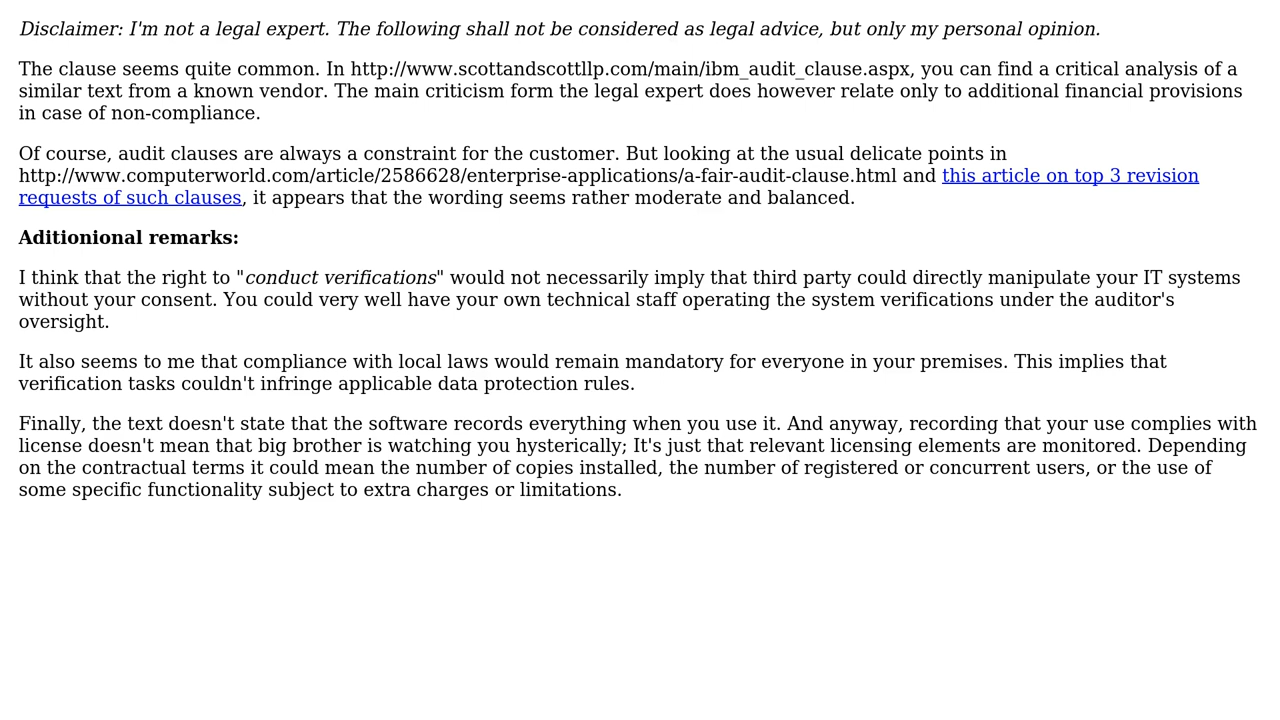 Disclaimer: I'm not a legal expert. The following shall not be considered as legal advice, but only my personal opinion.
The clause seems quite common. In http://www.scottandscottllp.com/main/ibm_audit_clause.aspx, you can find a critical analysis of a
similar text from a known vendor. The main criticism form the legal expert does however relate only to additional financial provisions
in case of non-compliance.
Of course, audit clauses are always a constraint for the customer. But looking at the usual delicate points in
http://www.computerworld.com/article/2586628/enterprise-applications/a-fair-audit-clause.html and this article on top 3 revision
requests of such clauses, it appears that the wording seems rather moderate and balanced.
Aditionional remarks:
I think that the right to "conduct verifications" would not necessarily imply that third party could directly manipulate your IT systems
without your consent. You could very well have your own technical staff operating the system verifications under the auditor's
oversight.
It also seems to me that compliance with local laws would remain mandatory for everyone in your premises. This implies that
verification tasks couldn't infringe applicable data protection rules.
Finally, the text doesn't state that the software records everything when you use it. And anyway, recording that your use complies with
license doesn't mean that big brother is watching you hysterically; It's just that relevant licensing elements are monitored. Depending
on the contractual terms it could mean the number of copies installed, the number of registered or concurrent users, or the use of
some specific functionality subject to extra charges or limitations.